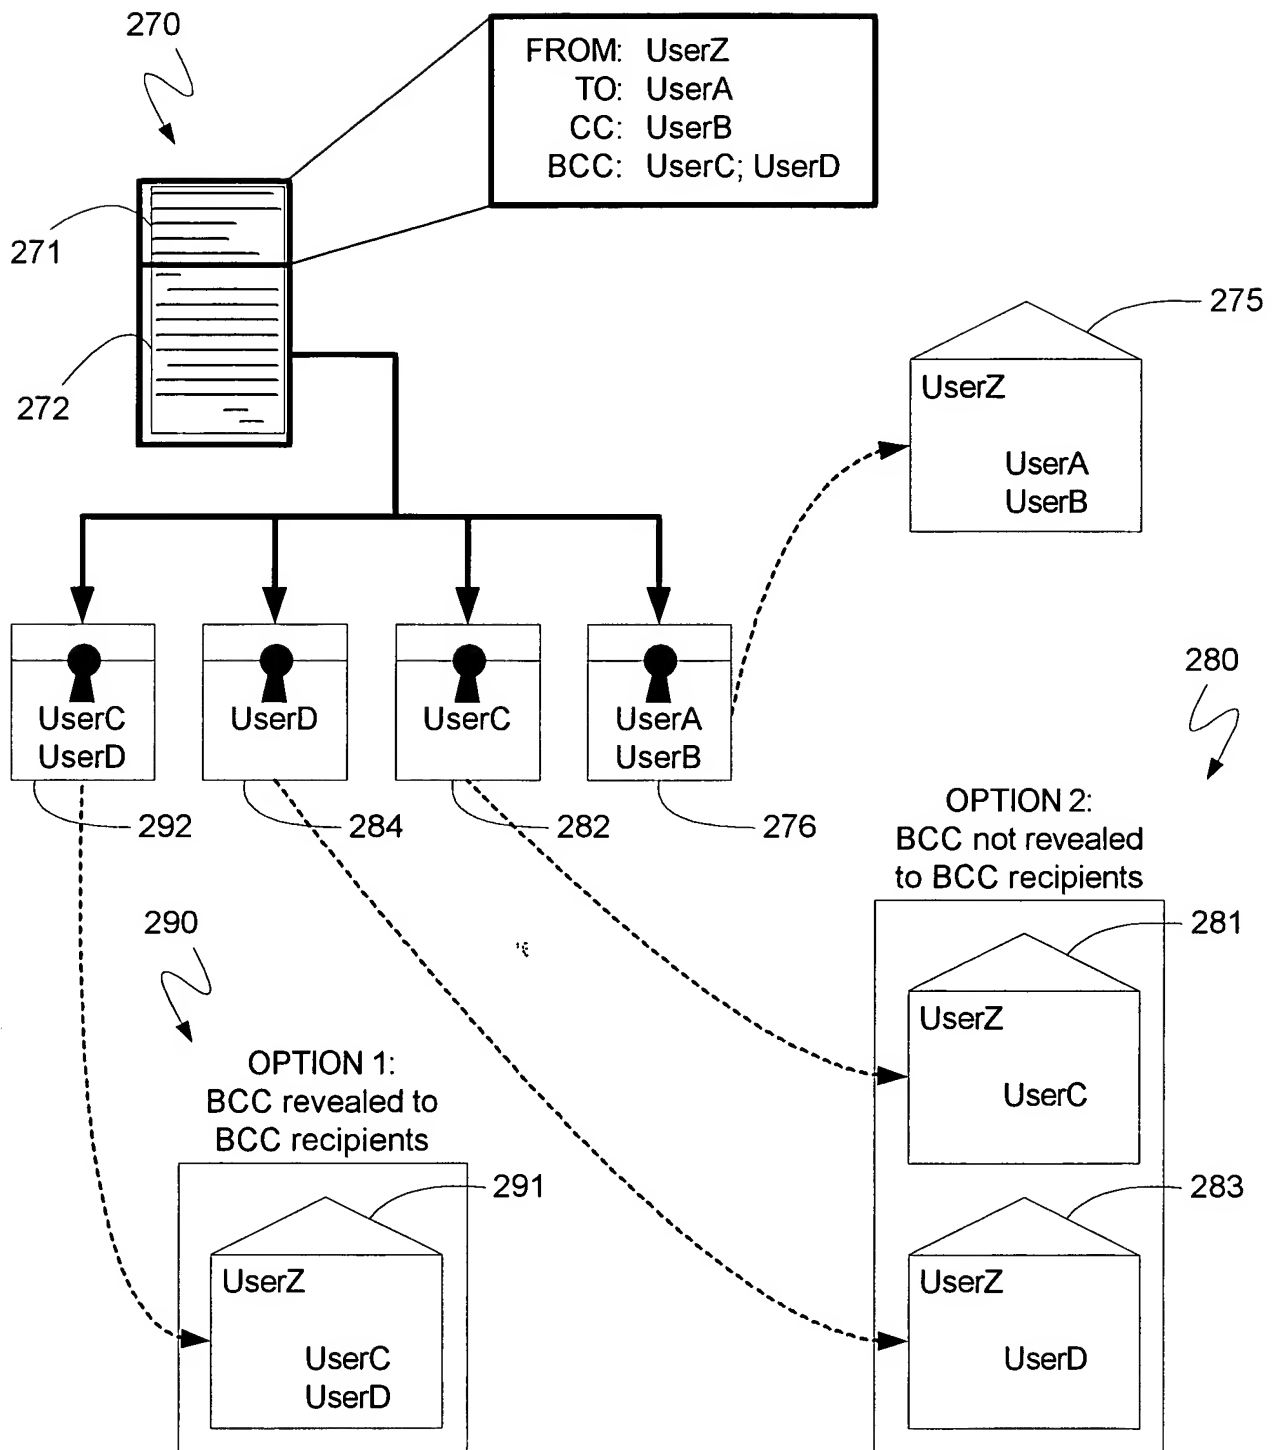 270
FROM: UserZ
TO: UserA
CC: UserB
BCC: UserC; UserD
271
272
275
UserZ
UserA
UserB
UserC
UserD
UserD
UserC
UserA
UserB
292
284
282
276
280
OPTION 2:
BCC not revealed
to BCC recipients
290
281
UserZ
UserC
OPTION 1:
BCC revealed to
BCC recipients
291
UserZ
UserC
UserD
283
UserZ
UserD